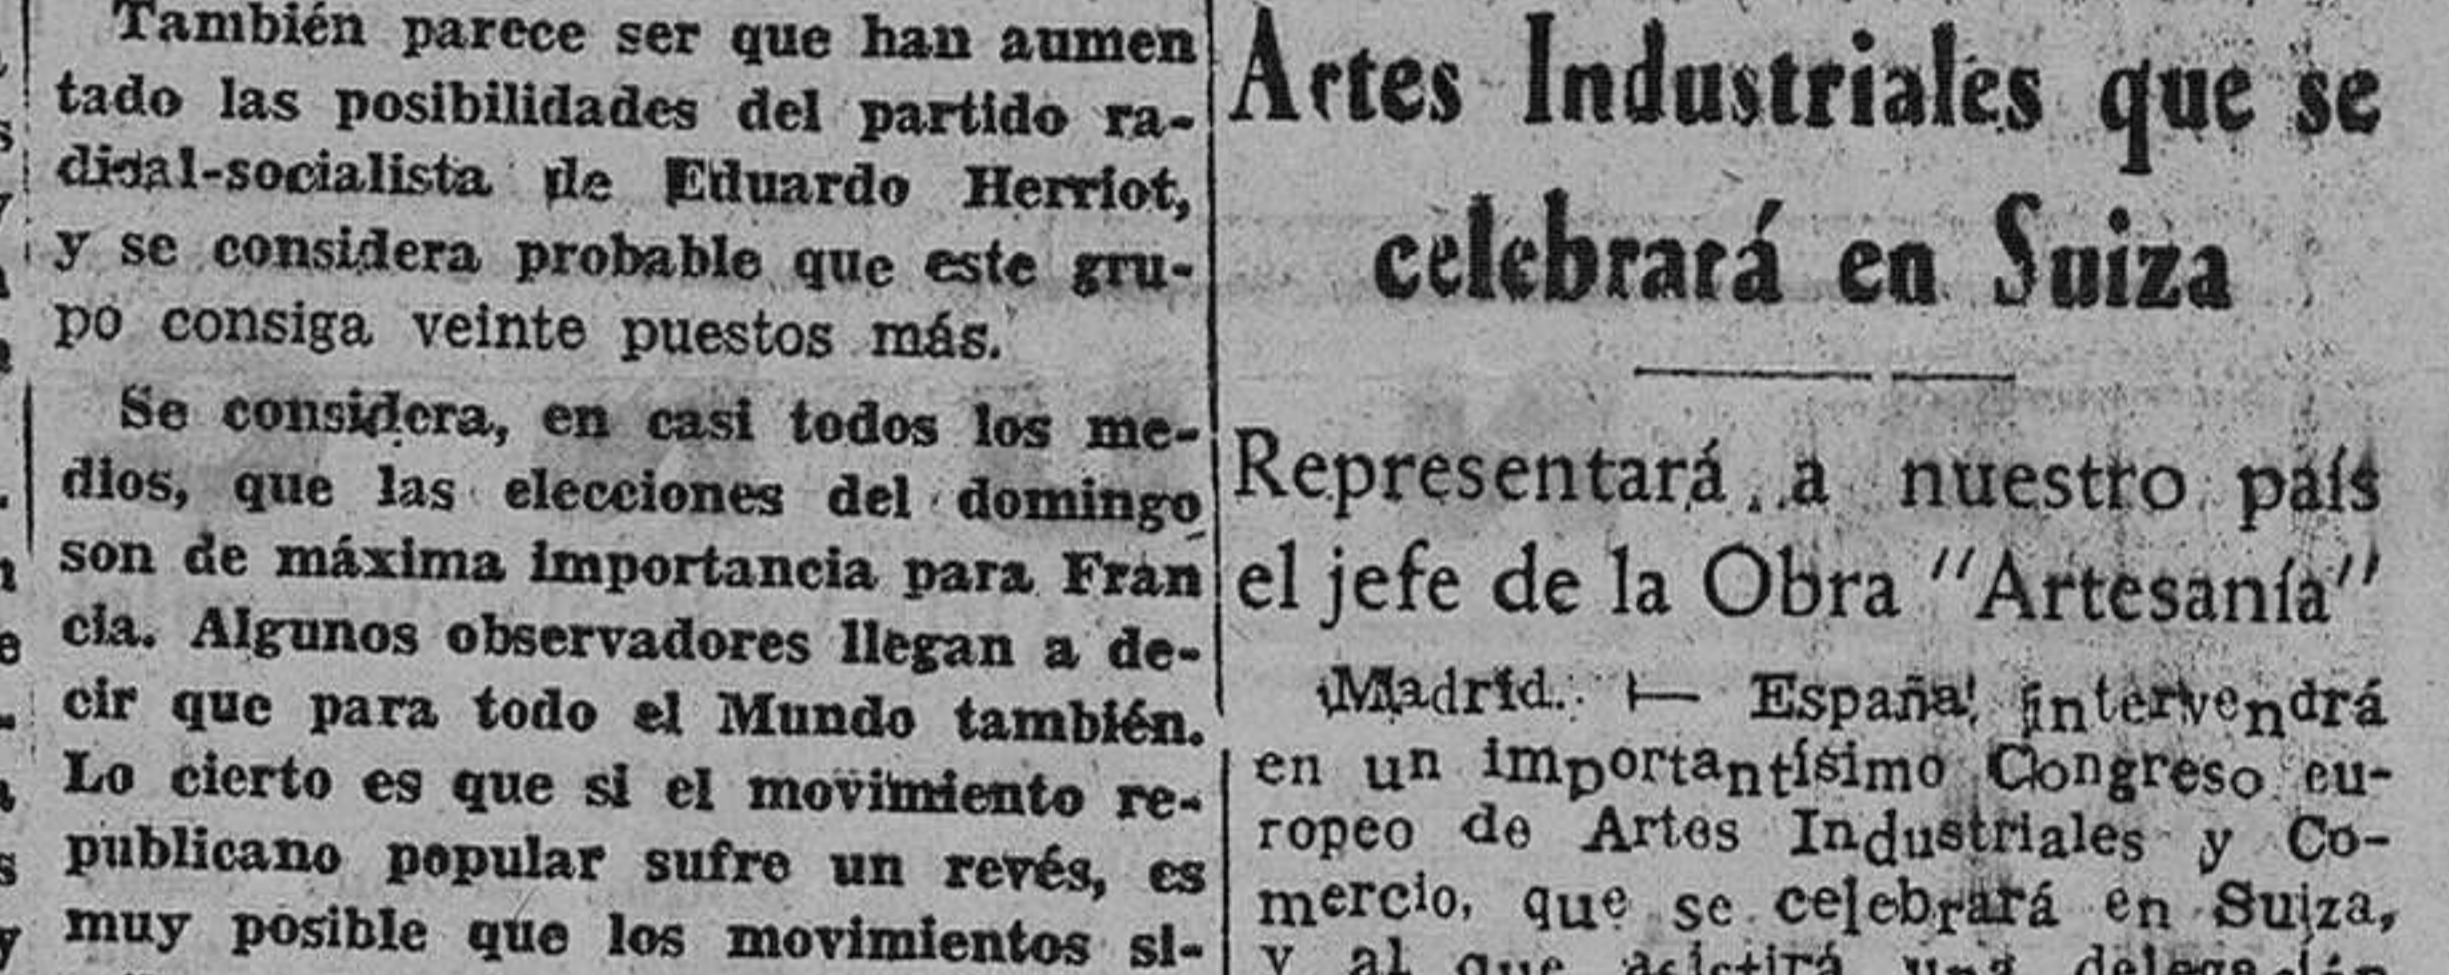 También parece ser que han aumen
tado las posibilidades del partido ra-
dical-socialista de Eduardo Herriot,
y se considera probable que este gru-
po consiga veinte puestos más.
Se considera, en casi todos los me-
dios, que las elecciones del domingo
son de máxima importancia para Fran
cia. Algunos observadores llegan a de-
cir que para todo el Mundo también.
Lo cierto es que si el movimiento re-
publicano popular sufre un revés, es
muy posible que los movimientos si-
Artes Industriales que se
celebrará en Suiza
Representará a nuestro país
el jefe de la Obra "Artesanía"
Madrid. — España intervendrá
en un importantísimo Congreso eu-
ropeo de Artes Industriales y Co-
mercio, que se celebrará en Suiza,
y al que asistirá una delegación